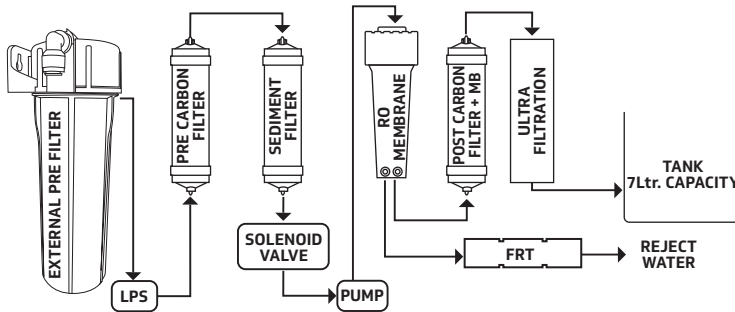 EXTERNAL PRE FILTER
LPS
PRE CARBON
FILTER
SEDIMENT
FILTER
SOLENOID
VALVE
PUMP
RO
MEMBRANE
POST CARBON
FILTER + MB
ULTRA
FILTRATION
TANK
7Ltr. CAPACITY
FRT
REJECT
WATER